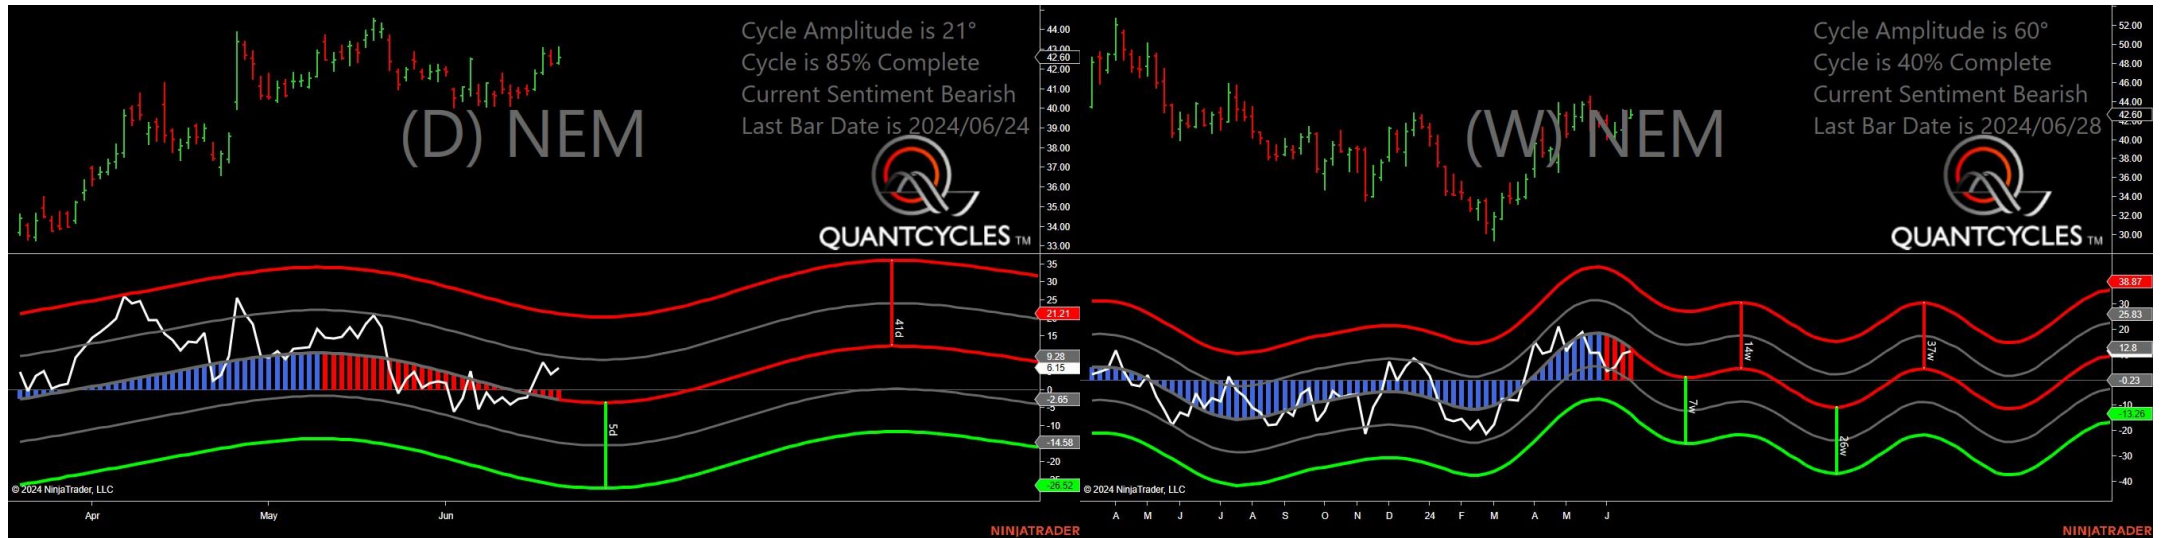 Cycle Amplitude is 21°
Cycle is 85% Complete
Current Sentiment Bearish
Last Bar Date is 2024/06/24
(D) NEM
QUANTCYCLES TM
44.00
43.00
42.60
42.00
41.00
40.00
39.00
38.00
37.00
36.00
35.00
34.00
33.00
35
30
25
21.21
15
9.28
6.15
0
-2.65
-5
-10
-14.58
-20
-26.52
41d
5d
© 2024 NinjaTrader, LLC
Apr
May
Jun
NINJATRADER
Cycle Amplitude is 60°
Cycle is 40% Complete
Current Sentiment Bearish
Last Bar Date is 2024/06/28
(W) NEM
QUANTCYCLES TM
52.00
50.00
48.00
46.00
44.00
42.60
42.00
40.00
38.00
36.00
34.00
32.00
30.00
38.87
30
25.83
20
12.8
-0.23
-10
-13.26
-20
-30
-40
14w
37w
7w
26w
© 2024 NinjaTrader, LLC
A M J J A S O N D 24 F M A M J
NINJATRADER